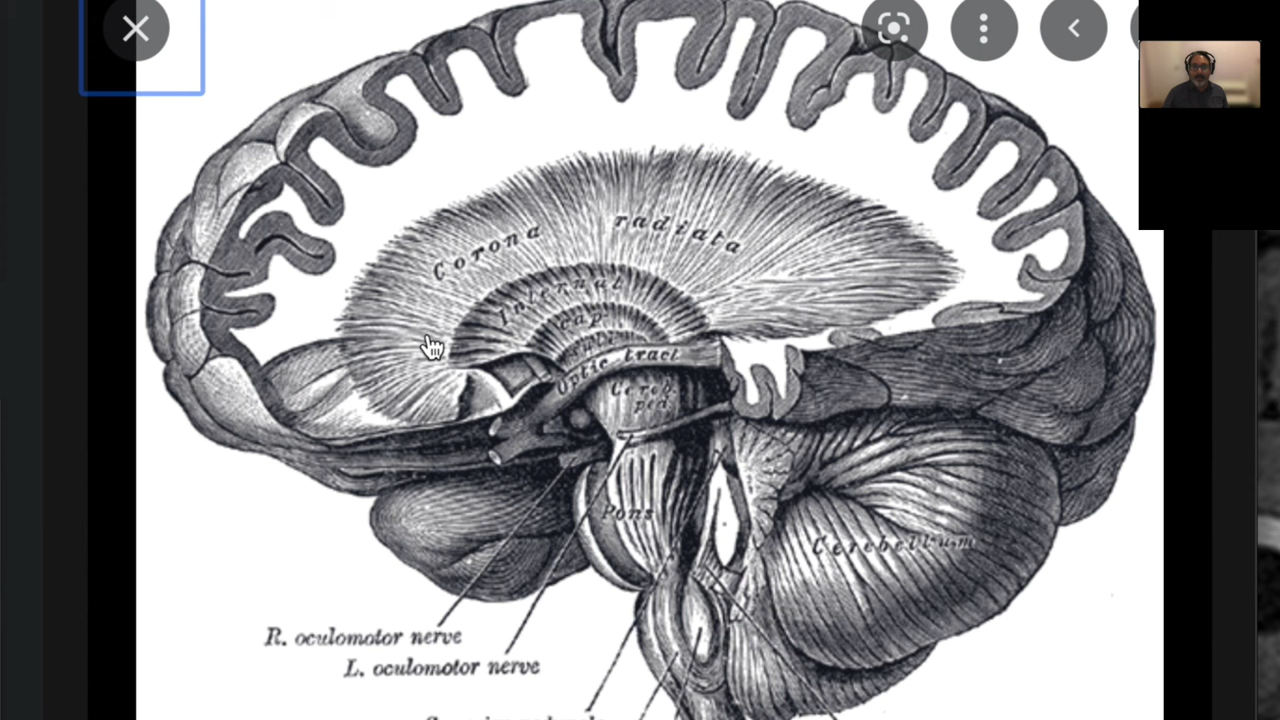 Corona radiata
Internal
cap.
Optic tract
Cereb.
ped.
Pons
Cerebellum
R. oculomotor nerve
L. oculomotor nerve